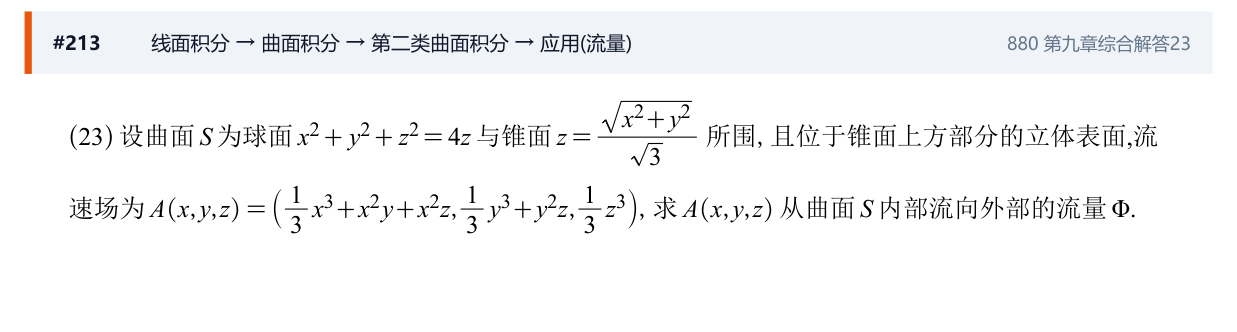 #213 线面积分 → 曲面积分 → 第二类曲面积分 → 应用(流量) 880 第九章综合解答23
(23) 设曲面 S 为球面 x² + y² + z² = 4z 与锥面 z = √(x²+y²)/√3 所围, 且位于锥面上方部分的立体表面,流
速场为 A(x,y,z) = (1/3 x³+x²y+x²z, 1/3 y³+y²z, 1/3 z³), 求 A(x,y,z) 从曲面 S 内部流向外部的流量 Φ.